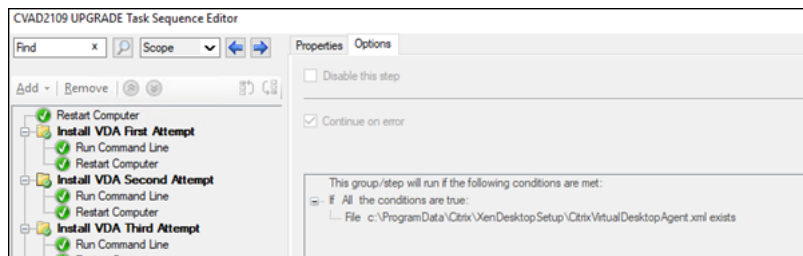 CVAD2109 UPGRADE Task Sequence Editor
Find x Scope
Properties Options
Add Remove
Disable this step
Continue on error
Restart Computer
Install VDA First Attempt
Run Command Line
Restart Computer
Install VDA Second Attempt
Run Command Line
Restart Computer
Install VDA Third Attempt
Run Command Line
This group/step will run if the following conditions are met:
If All the conditions are true:
File c:\ProgramData\Citrix\XenDesktopSetup\CitrixVirtualDesktopAgent.xml exists